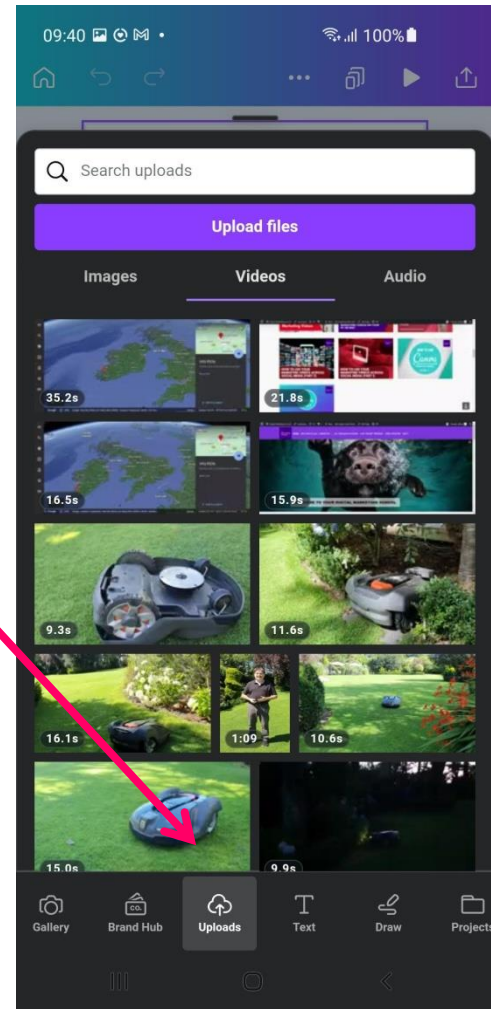 09:40
100%
Search uploads
Upload files
Images Videos Audio
35.2s 21.8s
16.5s 15.9s
9.3s 11.6s
16.1s 1:09 10.6s
15.0s 9.9s
CO.
Gallery Brand Hub Uploads Text Draw Projects